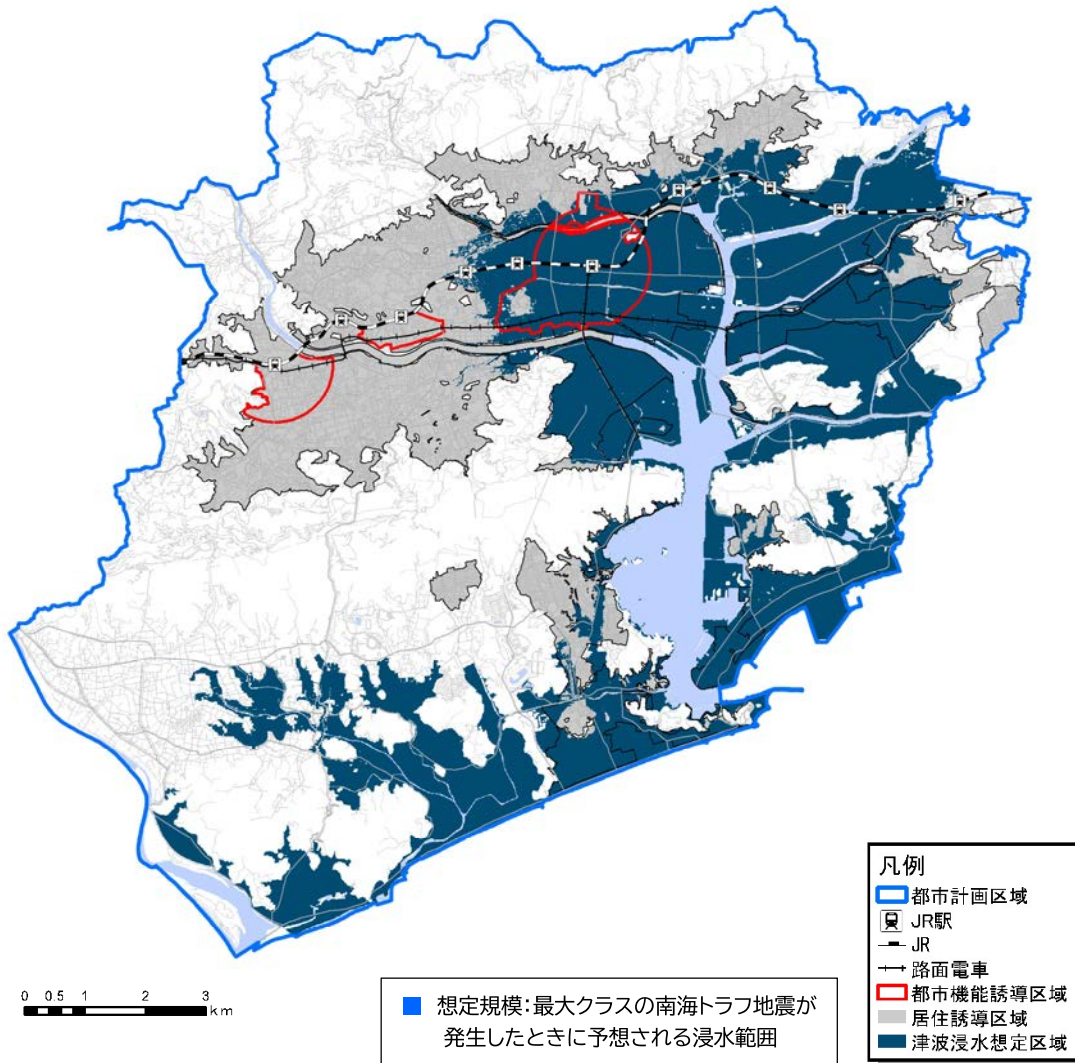 凡例
都市計画区域
JR駅
JR
路面電車
都市機能誘導区域
居住誘導区域
津波浸水想定区域
0 0.5 1 2 3
km
■ 想定規模：最大クラスの南海トラフ地震が
発生したときに予想される浸水範囲